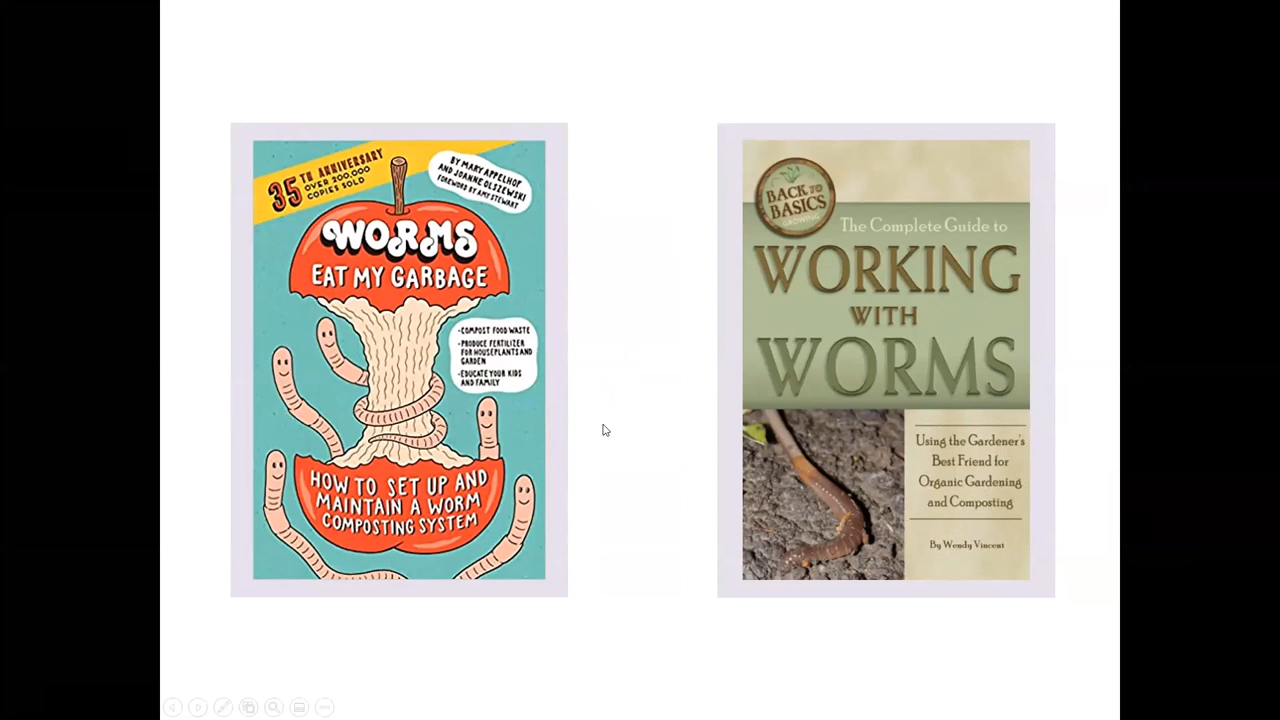 35TH ANNIVERSARY
OVER 200,000
COPIES SOLD
BY MARY APPELHOF
AND JOANNE OLSZEWSKI
FOREWORD BY AMY STEWART
WORMS
EAT MY GARBAGE
-COMPOST FOOD WASTE
-PRODUCE FERTILIZER
FOR HOUSEPLANTS AND
GARDEN
-EDUCATE YOUR KIDS
AND FAMILY
HOW TO SET UP AND
MAINTAIN A WORM
COMPOSTING SYSTEM
BACK TO
BASICS
GROWING
The Complete Guide to
WORKING
WITH
WORMS
Using the Gardener's
Best Friend for
Organic Gardening
and Composting
By Wendy Vincent